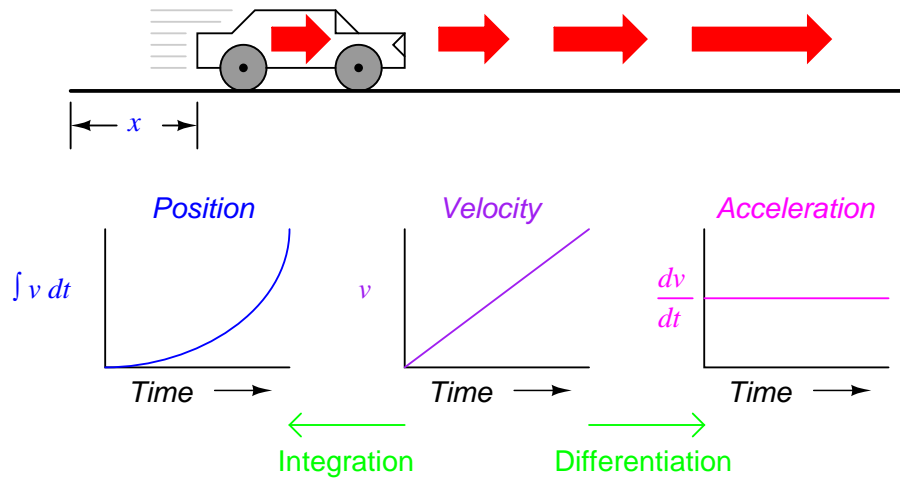 x
Position
Velocity
Acceleration
∫ v dt
v
dv
dt
Time
Time
Time
Integration
Differentiation